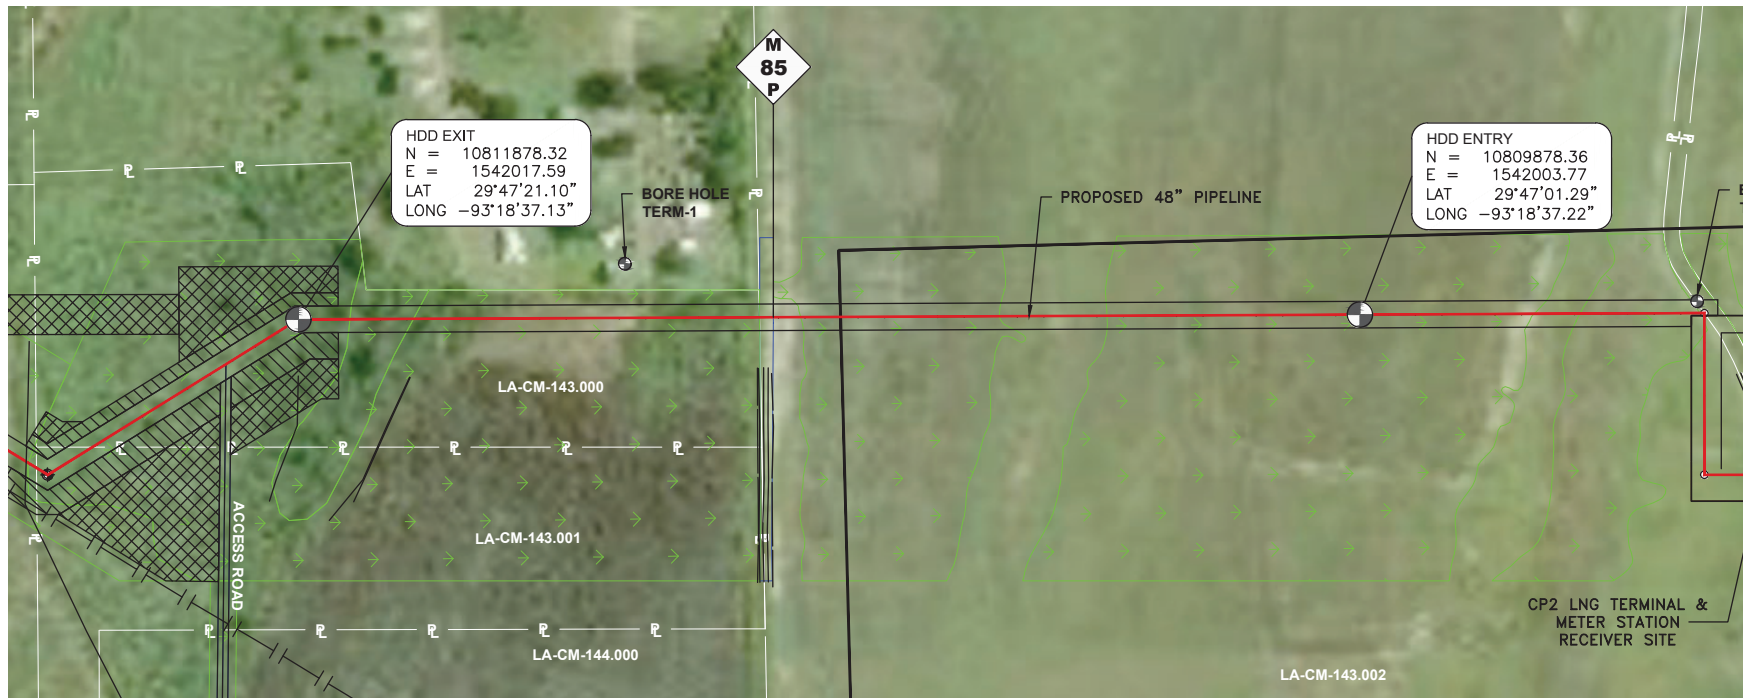 M
85
P
HDD EXIT
N = 10811878.32
E = 1542017.59
LAT 29°47'21.10"
LONG -93°18'37.13"
BORE HOLE
TERM-1
PROPOSED 48" PIPELINE
HDD ENTRY
N = 10809878.36
E = 1542003.77
LAT 29°47'01.29"
LONG -93°18'37.22"
LA-CM-143.000
LA-CM-143.001
ACCESS ROAD
LA-CM-144.000
CP2 LNG TERMINAL &
METER STATION
RECEIVER SITE
LA-CM-143.002